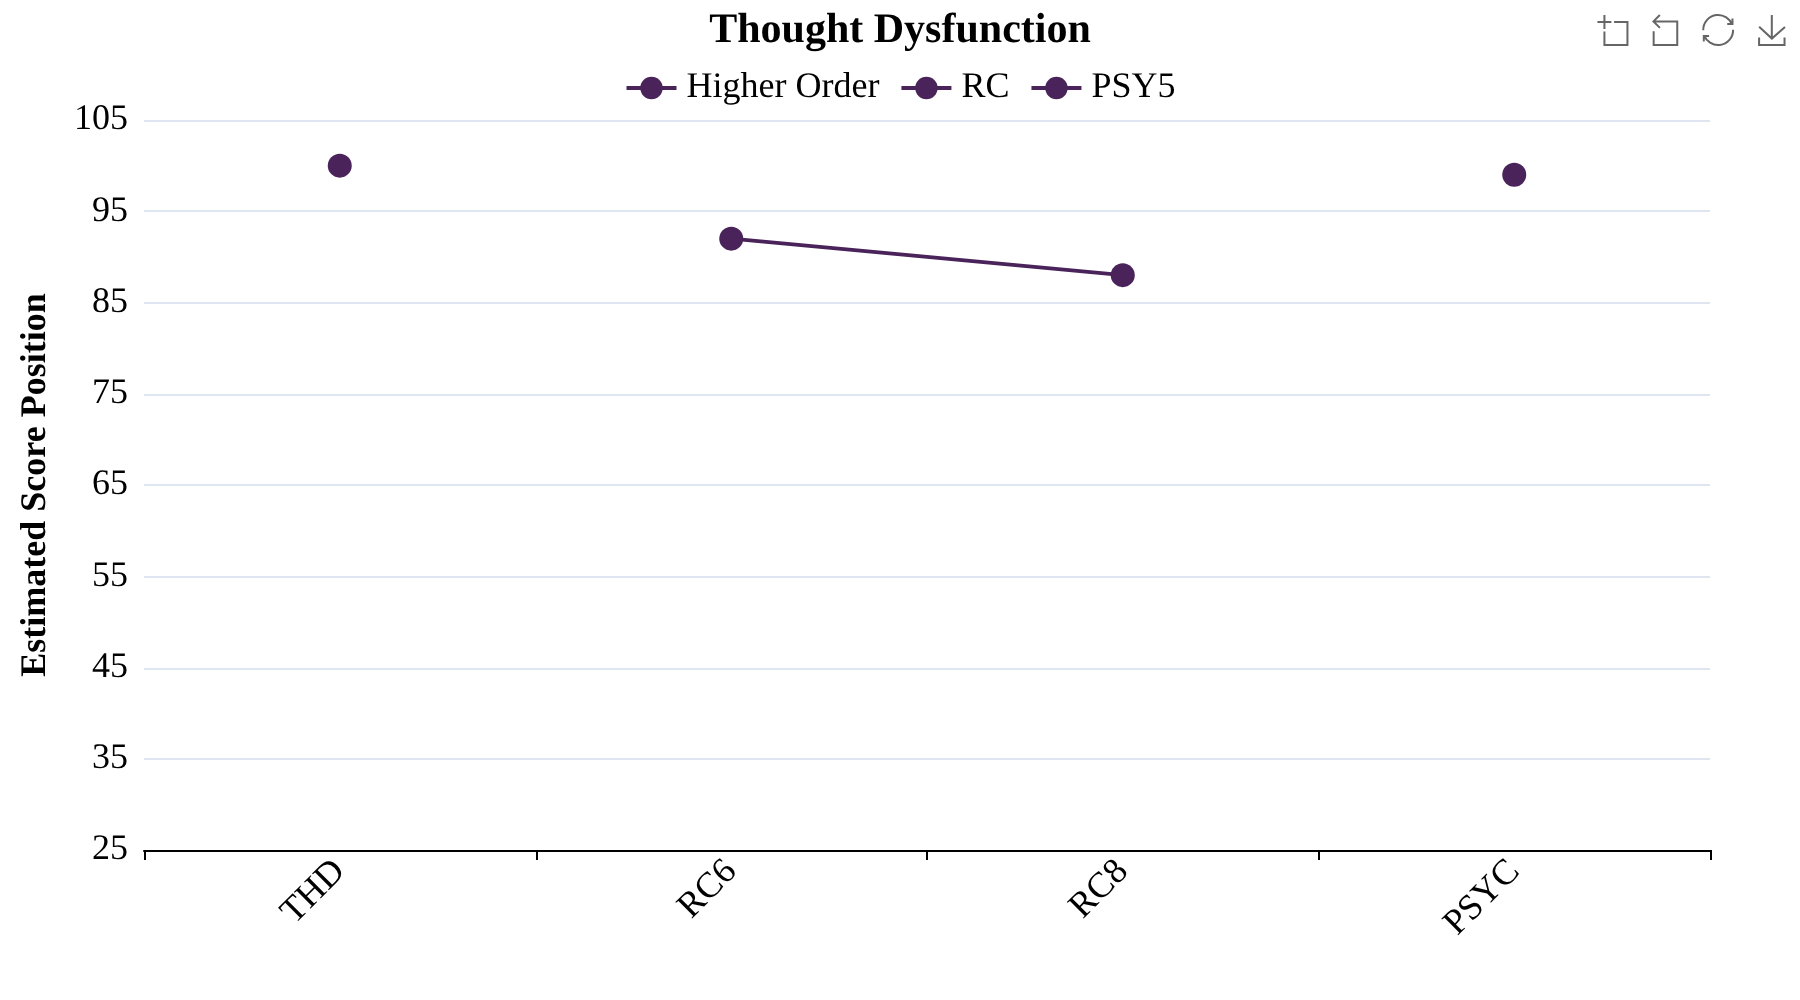 Thought Dysfunction
Higher Order RC PSY5
105
95
85
75
65
55
45
35
25
Estimated Score Position
THD RC6 RC8 PSYC